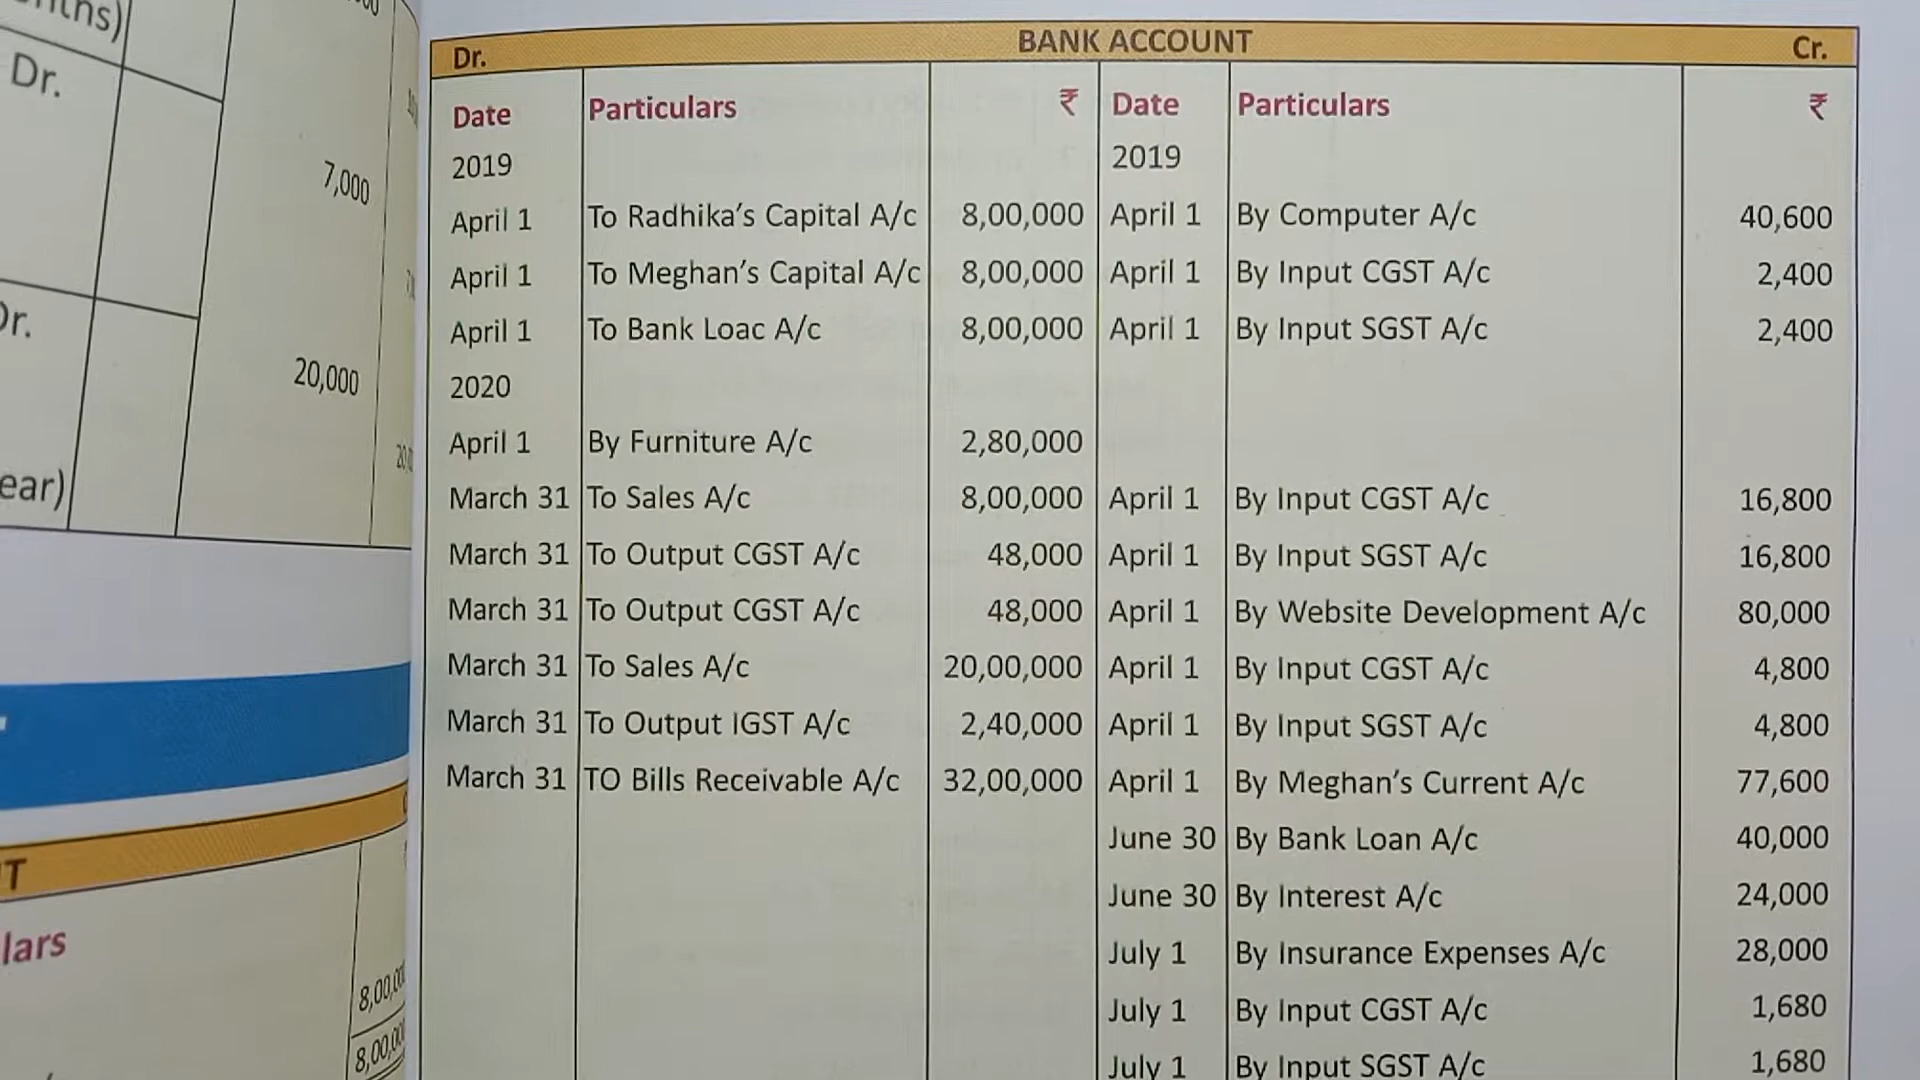 nths)
Dr.
7,000
Dr.
20,000
ear)
T
lars
8,00,00
8,00,00
BANK ACCOUNT
Dr. Cr.
Date Particulars ₹ Date Particulars ₹
2019 2019
April 1 To Radhika's Capital A/c 8,00,000 April 1 By Computer A/c 40,600
April 1 To Meghan's Capital A/c 8,00,000 April 1 By Input CGST A/c 2,400
April 1 To Bank Loac A/c 8,00,000 April 1 By Input SGST A/c 2,400
2020
April 1 By Furniture A/c 2,80,000
March 31 To Sales A/c 8,00,000 April 1 By Input CGST A/c 16,800
March 31 To Output CGST A/c 48,000 April 1 By Input SGST A/c 16,800
March 31 To Output CGST A/c 48,000 April 1 By Website Development A/c 80,000
March 31 To Sales A/c 20,00,000 April 1 By Input CGST A/c 4,800
March 31 To Output IGST A/c 2,40,000 April 1 By Input SGST A/c 4,800
March 31 TO Bills Receivable A/c 32,00,000 April 1 By Meghan's Current A/c 77,600
June 30 By Bank Loan A/c 40,000
June 30 By Interest A/c 24,000
July 1 By Insurance Expenses A/c 28,000
July 1 By Input CGST A/c 1,680
July 1 By Input SGST A/c 1,680